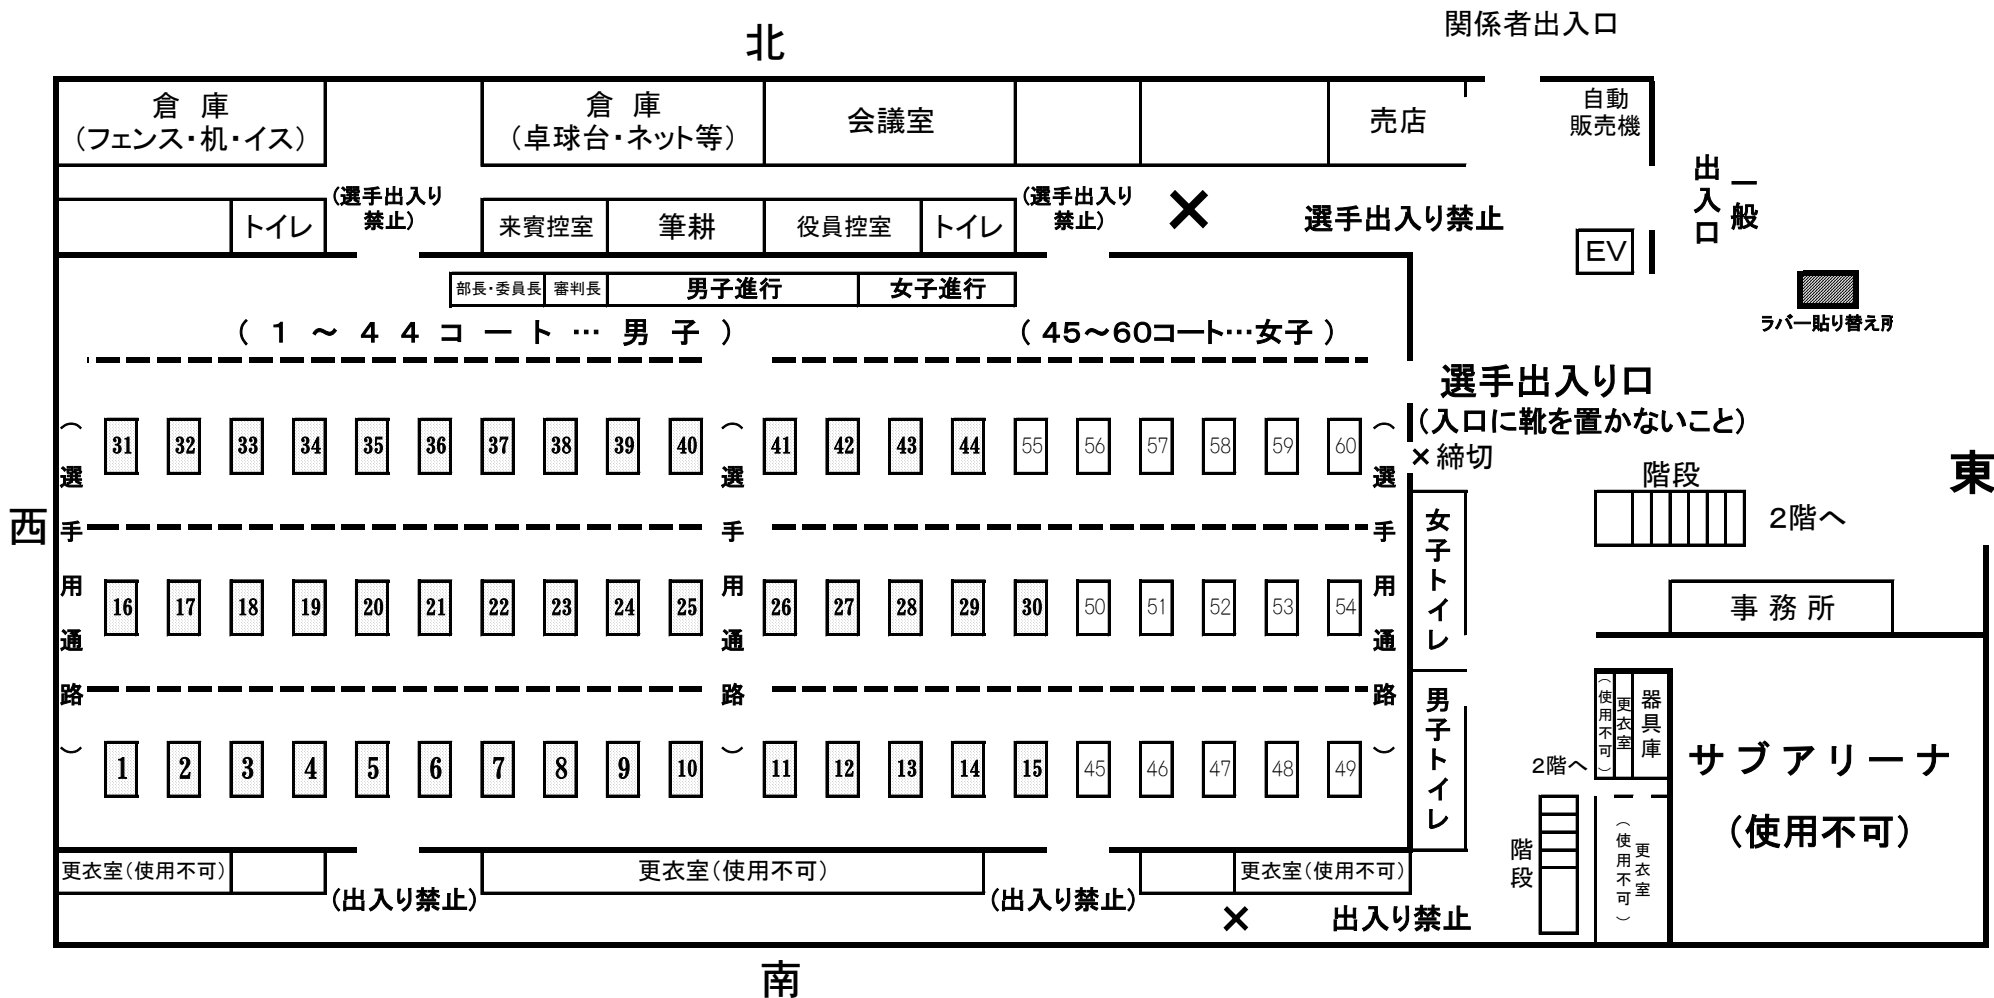 関係者出入口
北
倉 庫
（フェンス・机・イス）
倉 庫
（卓球台・ネット等）
会議室
売店
自動
販売機
一般
出入口
トイレ
（選手出入り
禁止）
来賓控室
筆耕
役員控室
トイレ
（選手出入り
禁止）
×
選手出入り禁止
EV
部長・委員長
審判長
男子進行
女子進行
ラバー貼り替え所
（１～４４コート…男子）
（45～60コート…女子）
選手出入り口
（入口に靴を置かないこと）
×締切
31 32 33 34 35 36 37 38 39 40 41 42 43 44 55 56 57 58 59 60
（選手用通路）
（選手用通路）
（選手用通路）
西
東
階段
2階へ
女子トイレ
16 17 18 19 20 21 22 23 24 25 26 27 28 29 30 50 51 52 53 54
事務所
男子トイレ
器具庫
更衣室
（使用不可）
サブアリーナ
（使用不可）
2階へ
1 2 3 4 5 6 7 8 9 10 11 12 13 14 15 45 46 47 48 49
階段
更衣室
（使用不可）
更衣室（使用不可）
（出入り禁止）
更衣室（使用不可）
（出入り禁止）
更衣室（使用不可）
×
出入り禁止
南